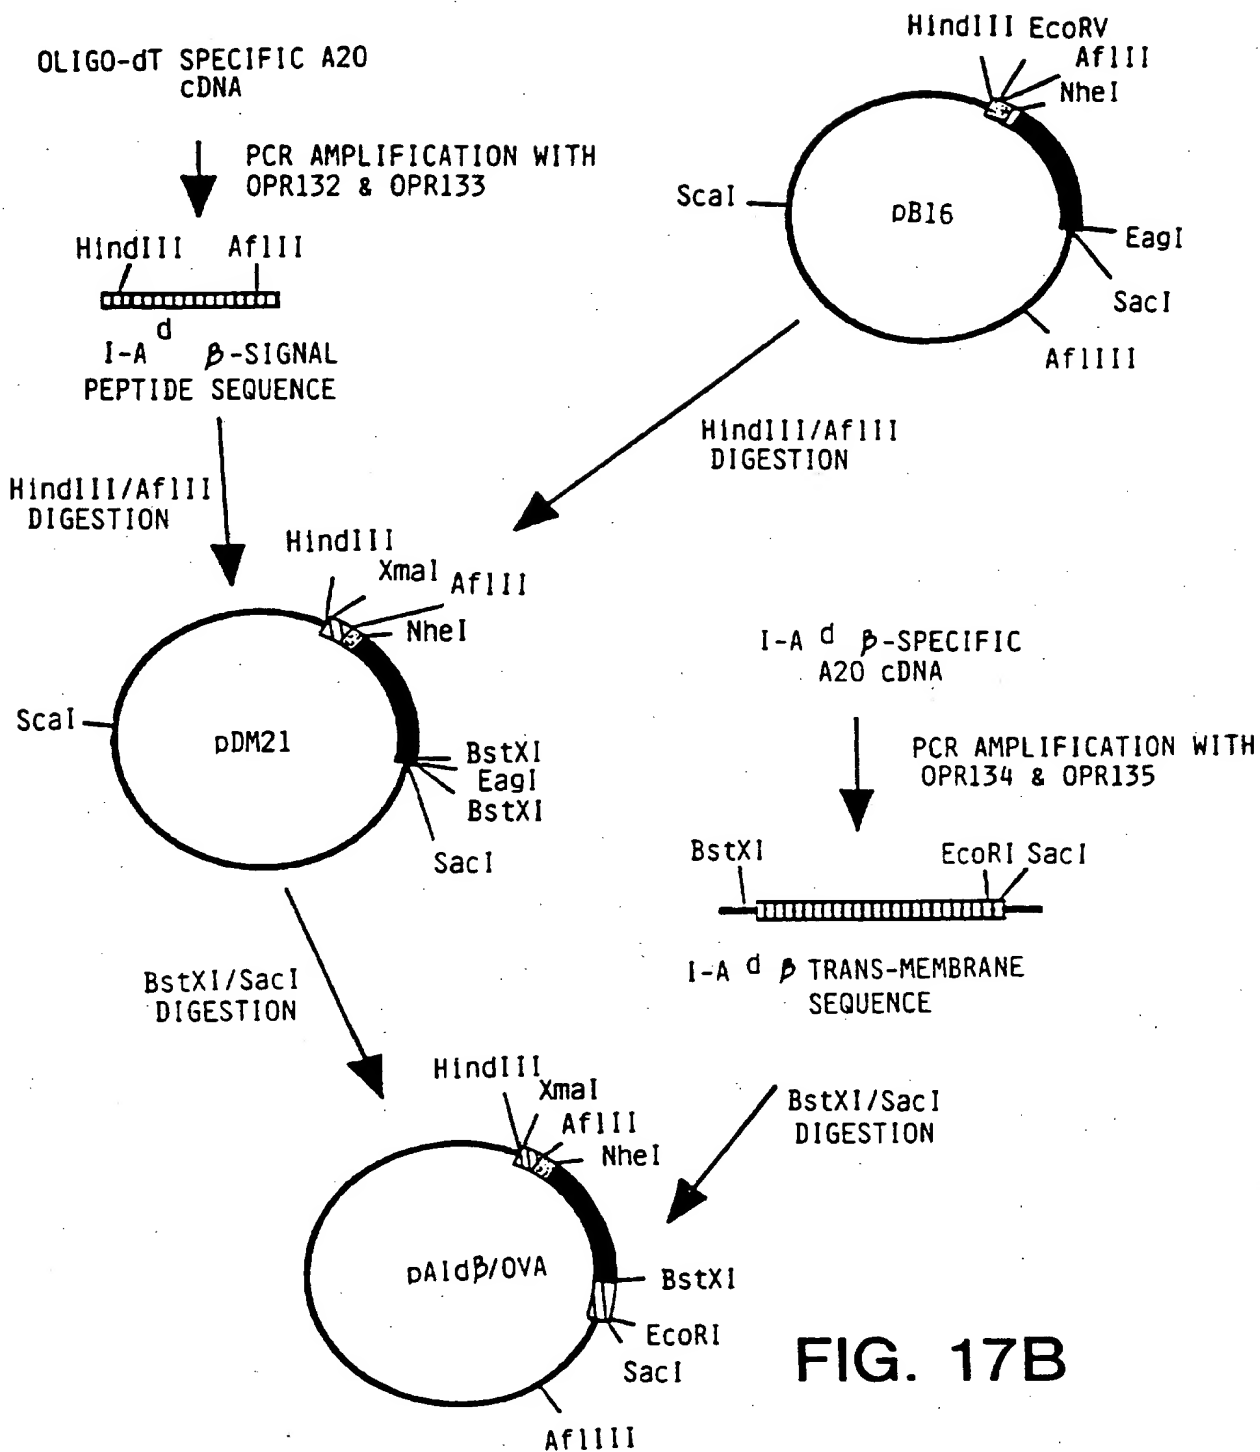 OLIGO-dT SPECIFIC A20
cDNA
PCR AMPLIFICATION WITH
OPR132 & OPR133
HindIII AflII
I-A d β-SIGNAL
PEPTIDE SEQUENCE
HindIII/AflII
DIGESTION
HindIII EcoRV
AflII
NheI
ScaI
pB16
EagI
SacI
AflIII
HindIII/AflII
DIGESTION
HindIII
XmaI
AflII
NheI
ScaI
pDM21
BstXI
EagI
BstXI
SacI
I-A d β-SPECIFIC
A20 cDNA
PCR AMPLIFICATION WITH
OPR134 & OPR135
BstXI
EcoRI SacI
I-A d β TRANS-MEMBRANE
SEQUENCE
BstXI/SacI
DIGESTION
BstXI/SacI
DIGESTION
HindIII
XmaI
AflII
NheI
pAIdβ/OVA
BstXI
EcoRI
SacI
AflIII
FIG. 17B